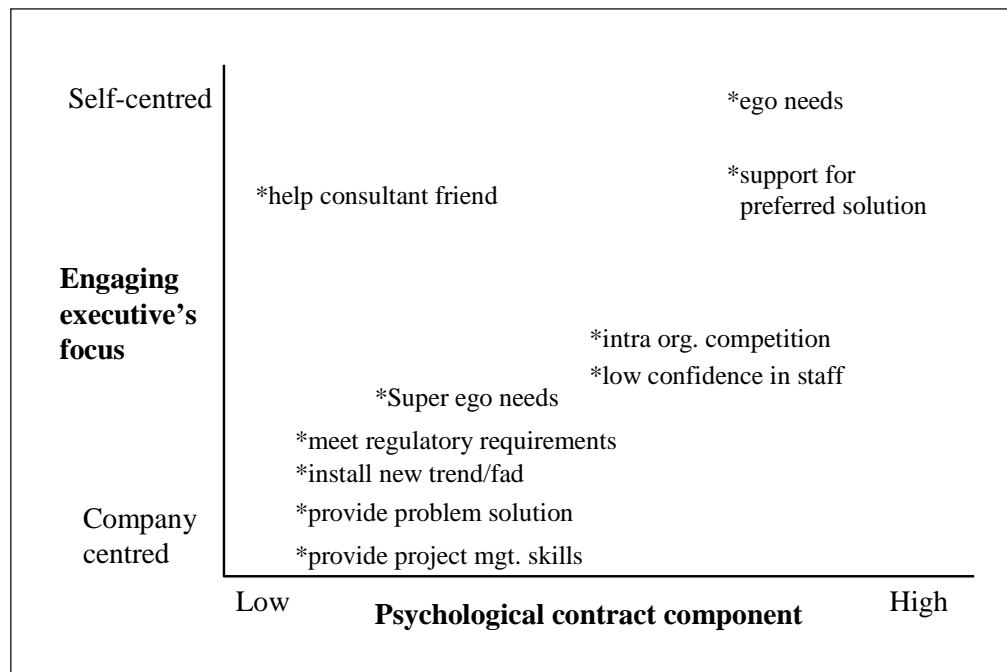 Self-centred
*ego needs
*help consultant friend
*support for
preferred solution
Engaging
executive's
focus
*intra org. competition
*low confidence in staff
*Super ego needs
*meet regulatory requirements
*install new trend/fad
*provide problem solution
Company
centred
*provide project mgt. skills
Low
Psychological contract component
High